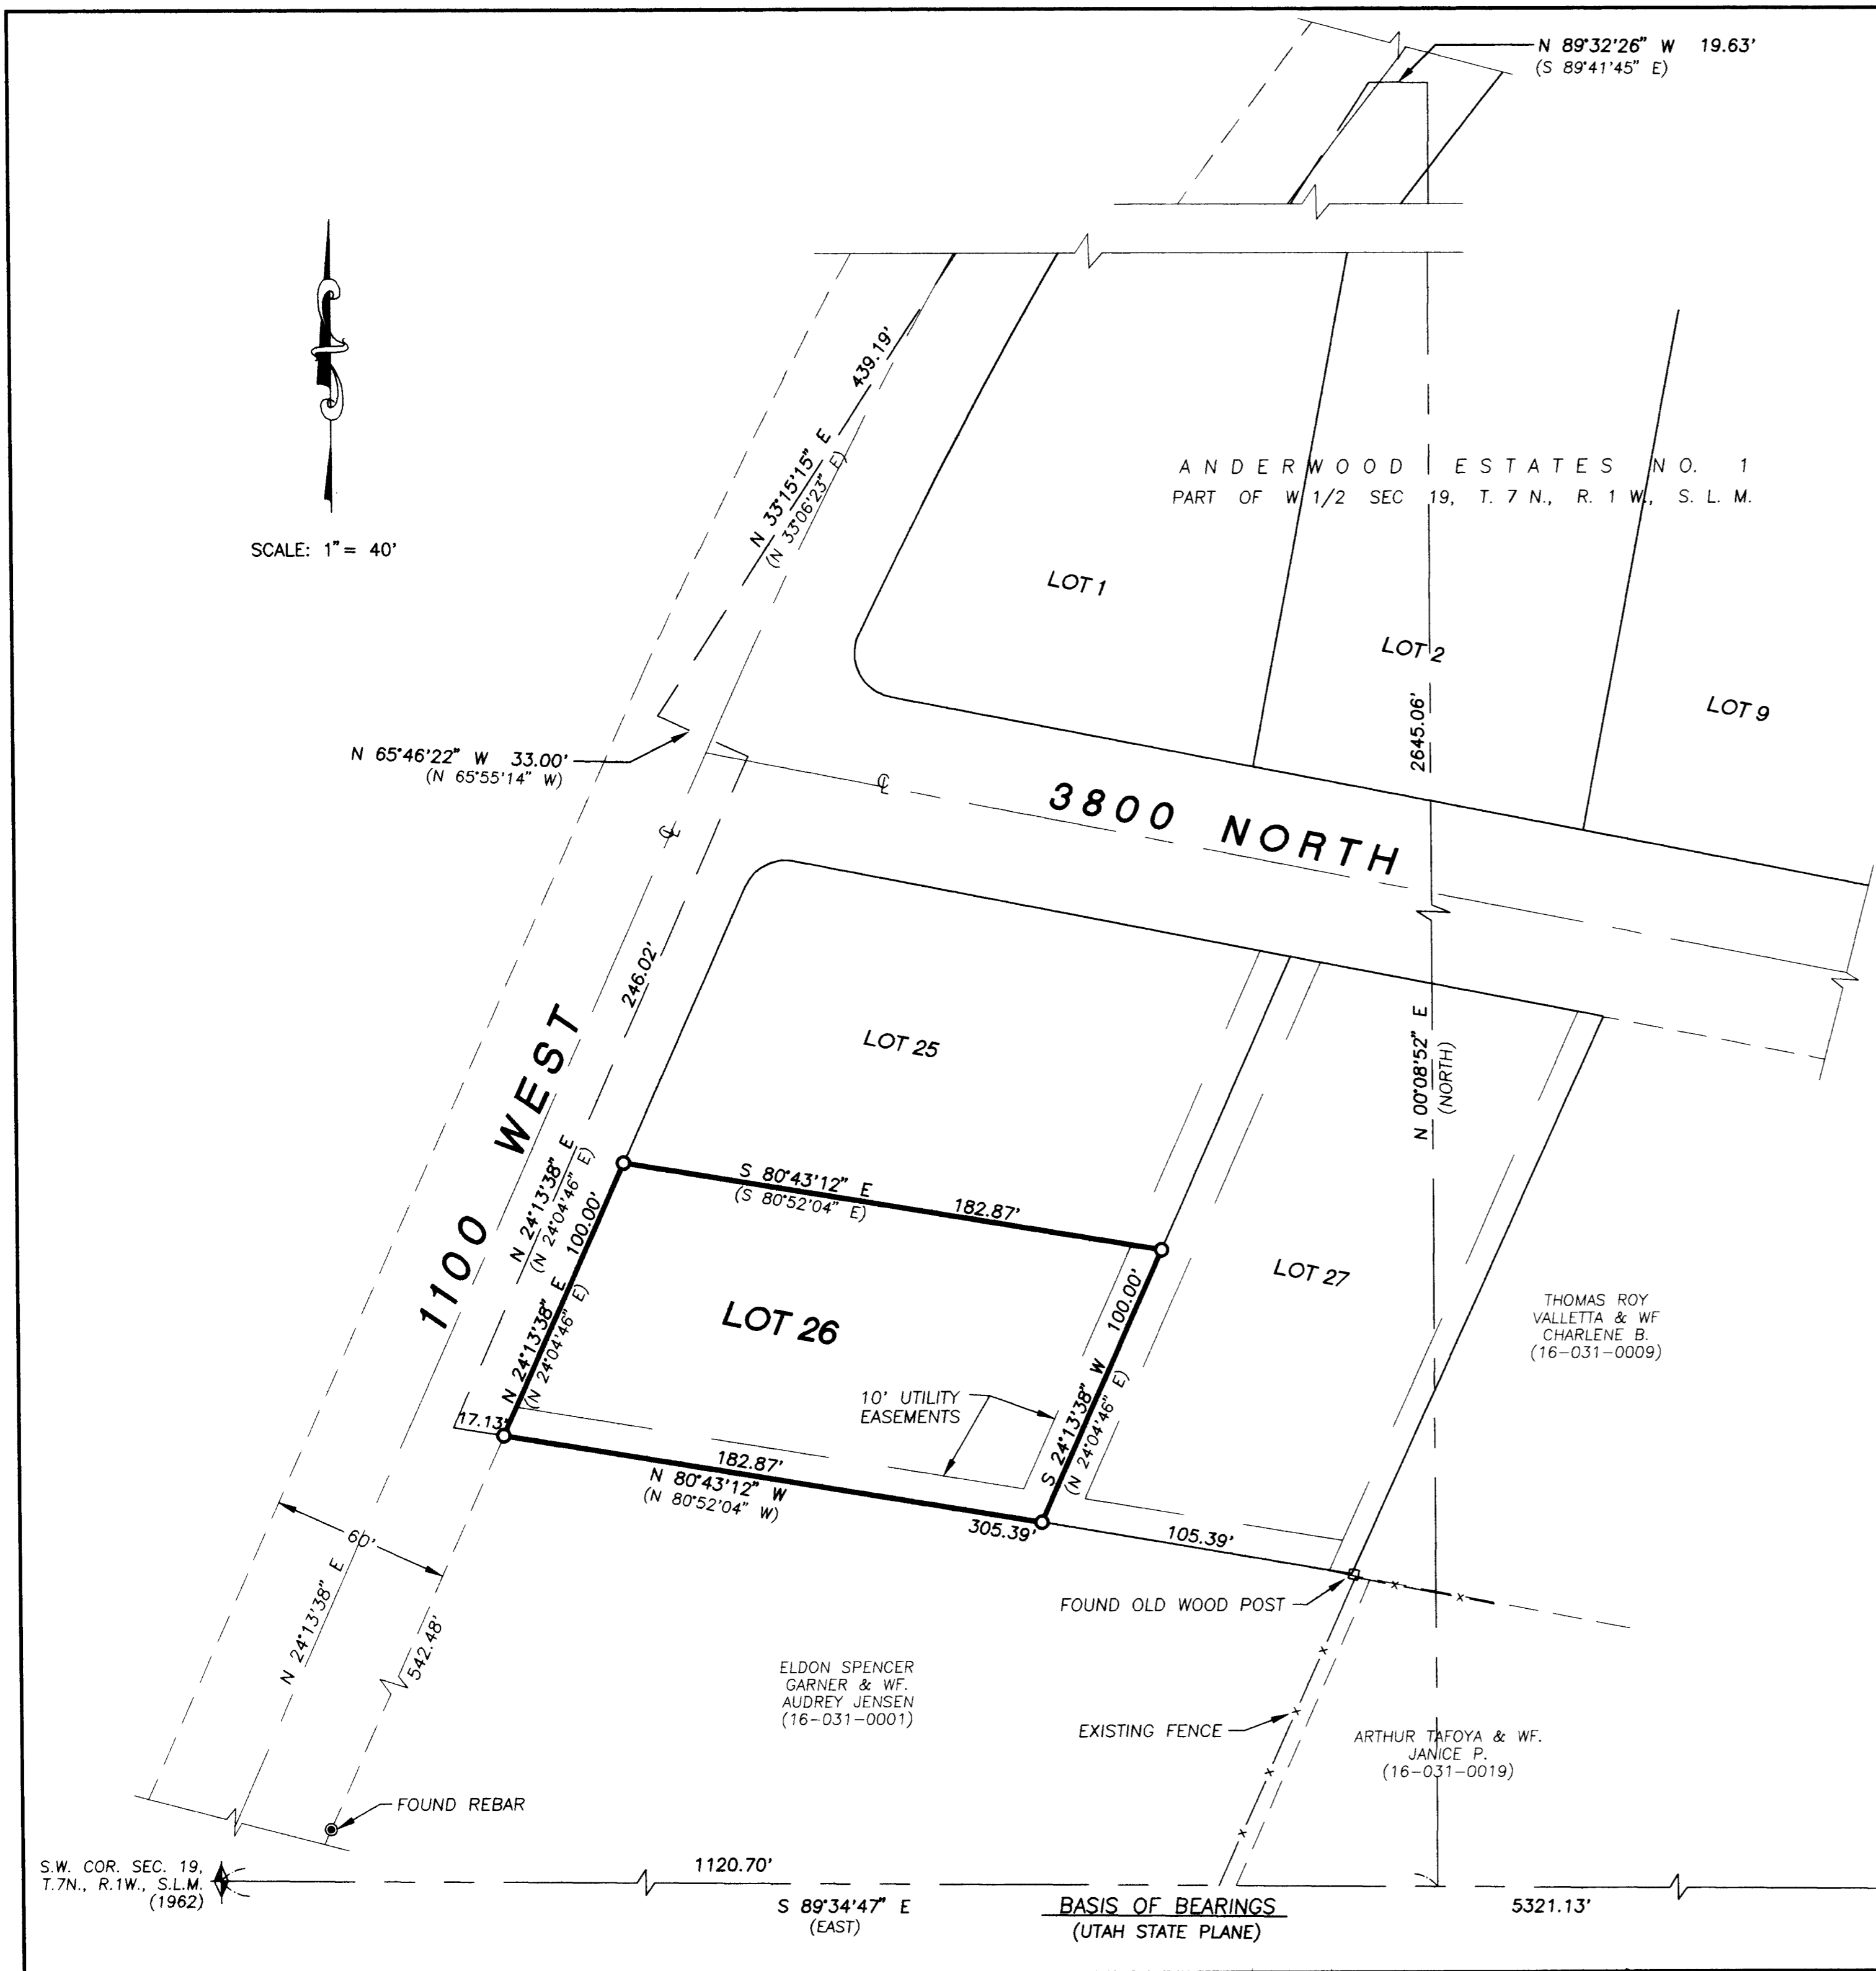 N 89°32'26" W 19.63'
(S 89°41'45" E)
SCALE: 1" = 40'
439.19'
N 33°15'15" E
(N 33°06'23" E)
ANDERWOOD ESTATES NO. 1
PART OF W 1/2 SEC 19, T. 7 N., R. 1 W., S. L. M.
LOT 1
LOT 2
LOT 9
2645.06'
N 65°46'22" W 33.00'
(N 65°55'14" W)
3800 NORTH
246.02'
LOT 25
1100 WEST
N 00°08'52" E
(NORTH)
N 24°13'38" E
(N 24°04'46" E)
S 80°43'12" E
(S 80°52'04" E)
182.87'
N 24°13'38" E 100.00'
(N 24°04'46" E)
LOT 26
LOT 27
S 24°13'38" W 100.00'
(N 24°04'46" E)
THOMAS ROY
VALLETTA & WF
CHARLENE B.
(16-031-0009)
10' UTILITY
EASEMENTS
17.13'
182.87'
N 80°43'12" W
(N 80°52'04" W)
305.39'
105.39'
60'
N 24°13'38" E
542.48'
FOUND OLD WOOD POST
ELDON SPENCER
GARNER & WF.
AUDREY JENSEN
(16-031-0001)
EXISTING FENCE
ARTHUR TAFOYA & WF.
JANICE P.
(16-031-0019)
FOUND REBAR
S.W. COR. SEC. 19,
T.7N., R.1W., S.L.M.
(1962)
1120.70'
S 89°34'47" E
(EAST)
BASIS OF BEARINGS
(UTAH STATE PLANE)
5321.13'